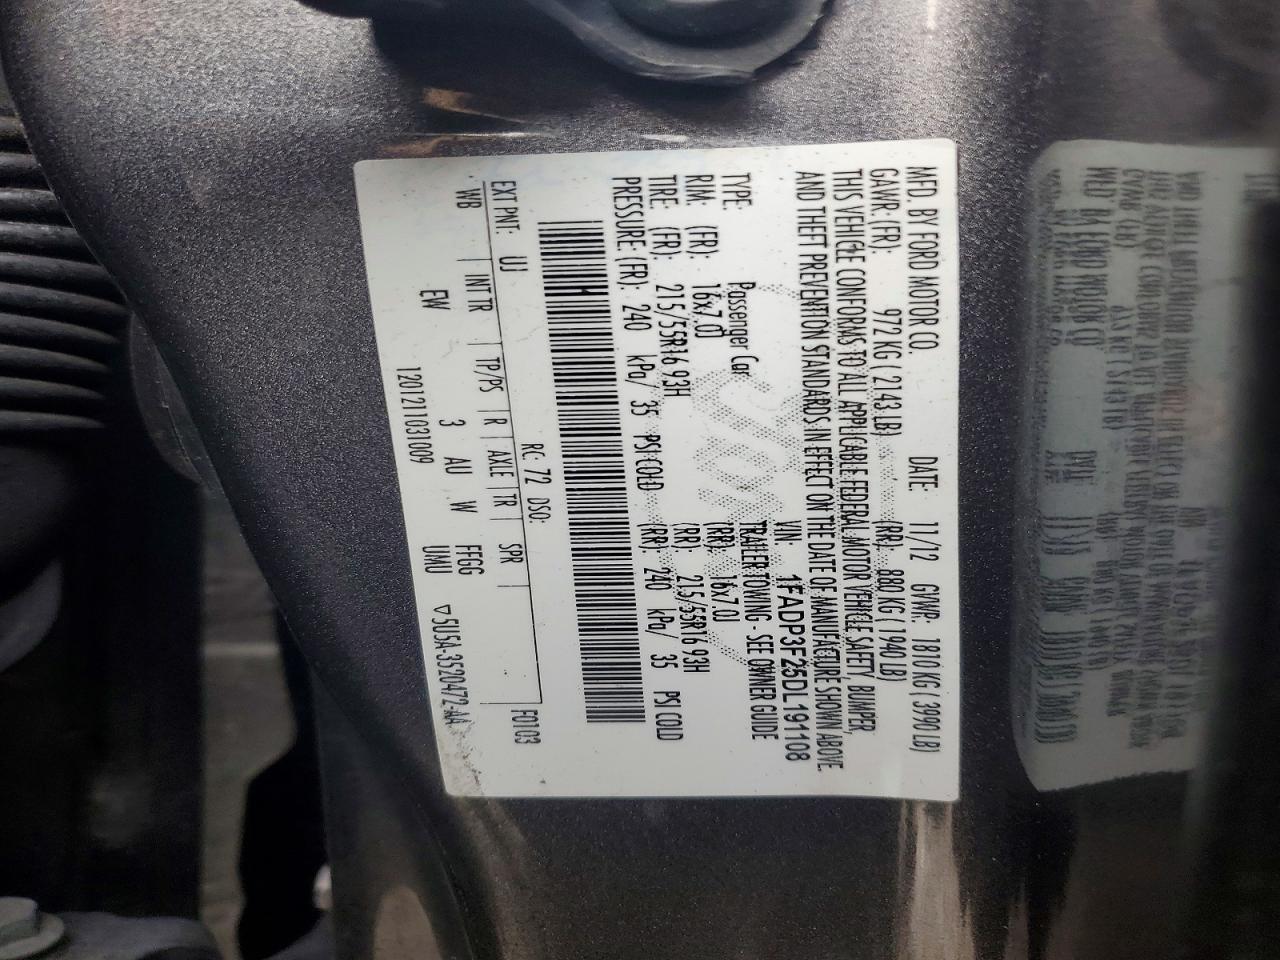 MFD. BY FORD MOTOR CO. DATE: 11/12 GVWR: 1810 KG ( 3990 LB)
GAWR: (FR): 972 KG ( 2143 LB) (RR): 880 KG ( 1940 LB)
THIS VEHICLE CONFORMS TO ALL APPLICABLE FEDERAL MOTOR VEHICLE SAFETY, BUMPER,
AND THEFT PREVENTION STANDARDS IN EFFECT ON THE DATE OF MANUFACTURE SHOWN ABOVE.
VIN: 1FADP3F25DL191108
TYPE: Passenger Car TRAILER TOWING - SEE OWNER GUIDE
RIM: (FR): 16x7.0J (RR): 16x7.0J
TIRE: (FR): 215/55R16 93H (RR): 215/55R16 93H
PRESSURE: (FR): 240 kPa/ 35 PSI COLD (RR): 240 kPa/ 35 PSI COLD
F0103
EXT PNT: UJ RC: 72 DSO:
WB INT TR TP/PS R AXLE TR SPR
EW 3 AU W FFGG
1201211031009 UMU ▽5U5A-3520472-AA